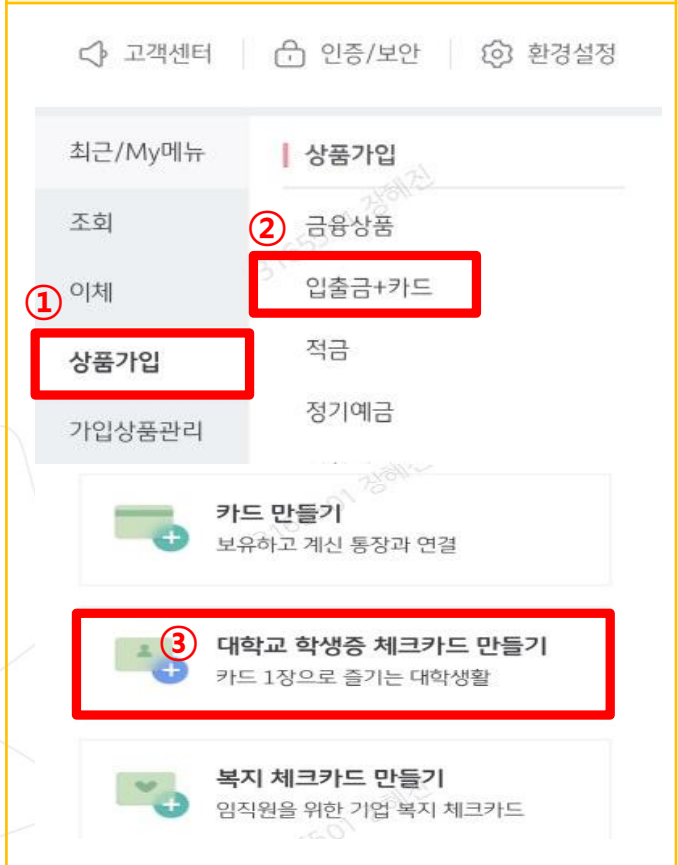 고객센터 인증/보안 환경설정
최근/My메뉴
조회
이체
①
상품가입
가입상품관리
상품가입
② 금융상품
입출금+카드
적금
정기예금
카드 만들기
보유하고 계신 통장과 연결
③ 대학교 학생증 체크카드 만들기
카드 1장으로 즐기는 대학생활
복지 체크카드 만들기
임직원을 위한 기업 복지 체크카드